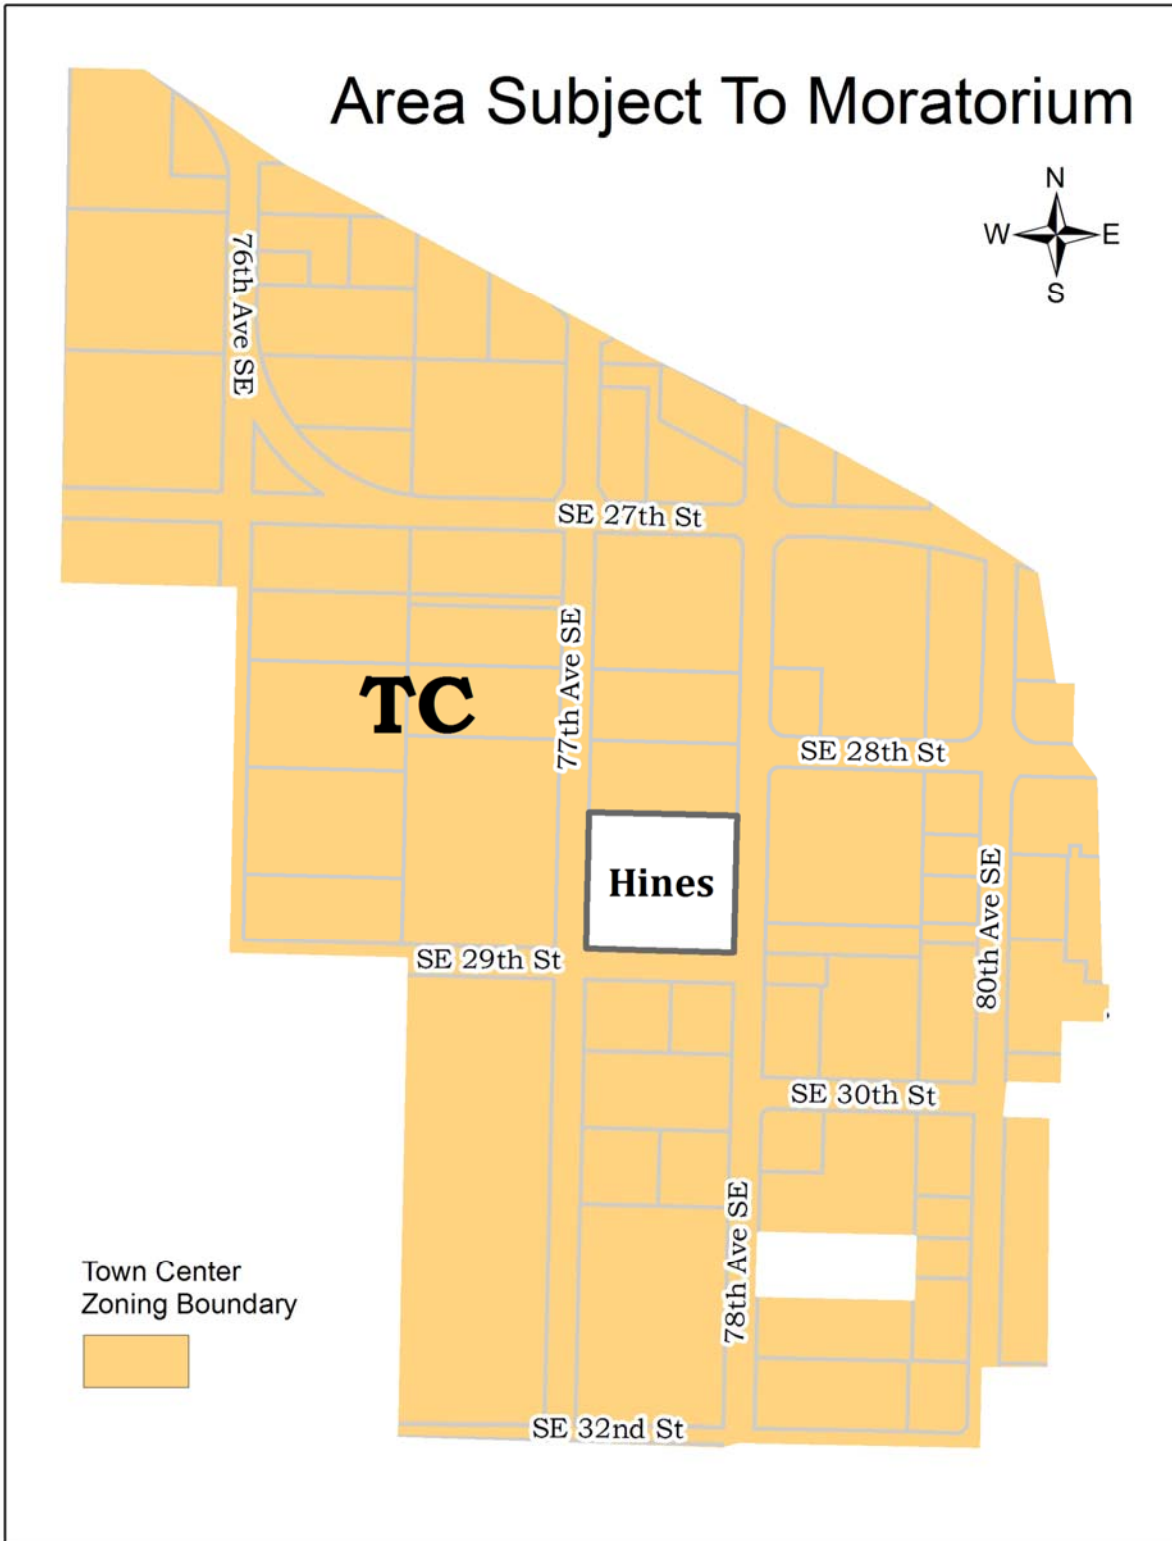 Area Subject To Moratorium
N
W E
S
76th Ave SE
SE 27th St
77th Ave SE
TC
SE 28th St
Hines
80th Ave SE
SE 29th St
SE 30th St
78th Ave SE
Town Center
Zoning Boundary
SE 32nd St